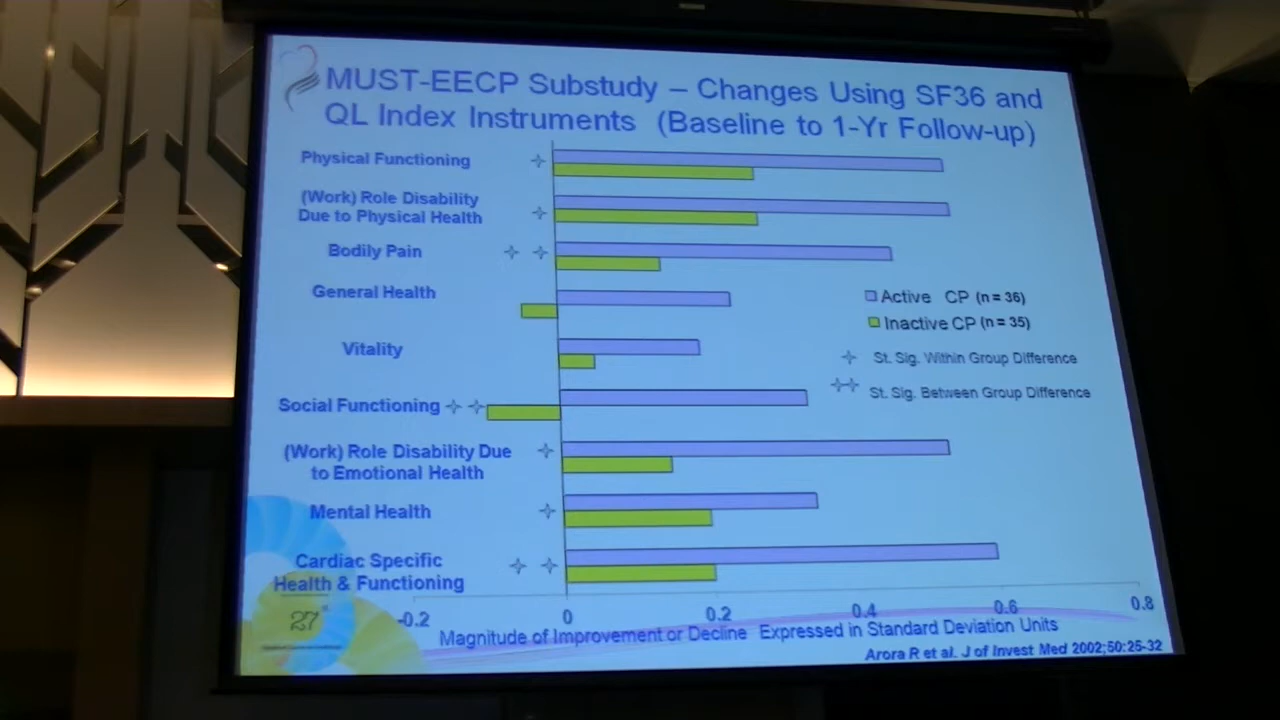 MUST-EECP Substudy – Changes Using SF36 and
QL Index Instruments (Baseline to 1-Yr Follow-up)
Physical Functioning
(Work) Role Disability
Due to Physical Health
Bodily Pain
General Health
Vitality
Social Functioning
(Work) Role Disability Due
to Emotional Health
Mental Health
Cardiac Specific
Health & Functioning
Active CP (n = 36)
Inactive CP (n = 35)
St. Sig. Within Group Difference
St. Sig. Between Group Difference
-0.2 0 0.2 0.4 0.6 0.8
Magnitude of Improvement or Decline Expressed in Standard Deviation Units
Arora R et al. J of Invest Med 2002;50:25-32
27